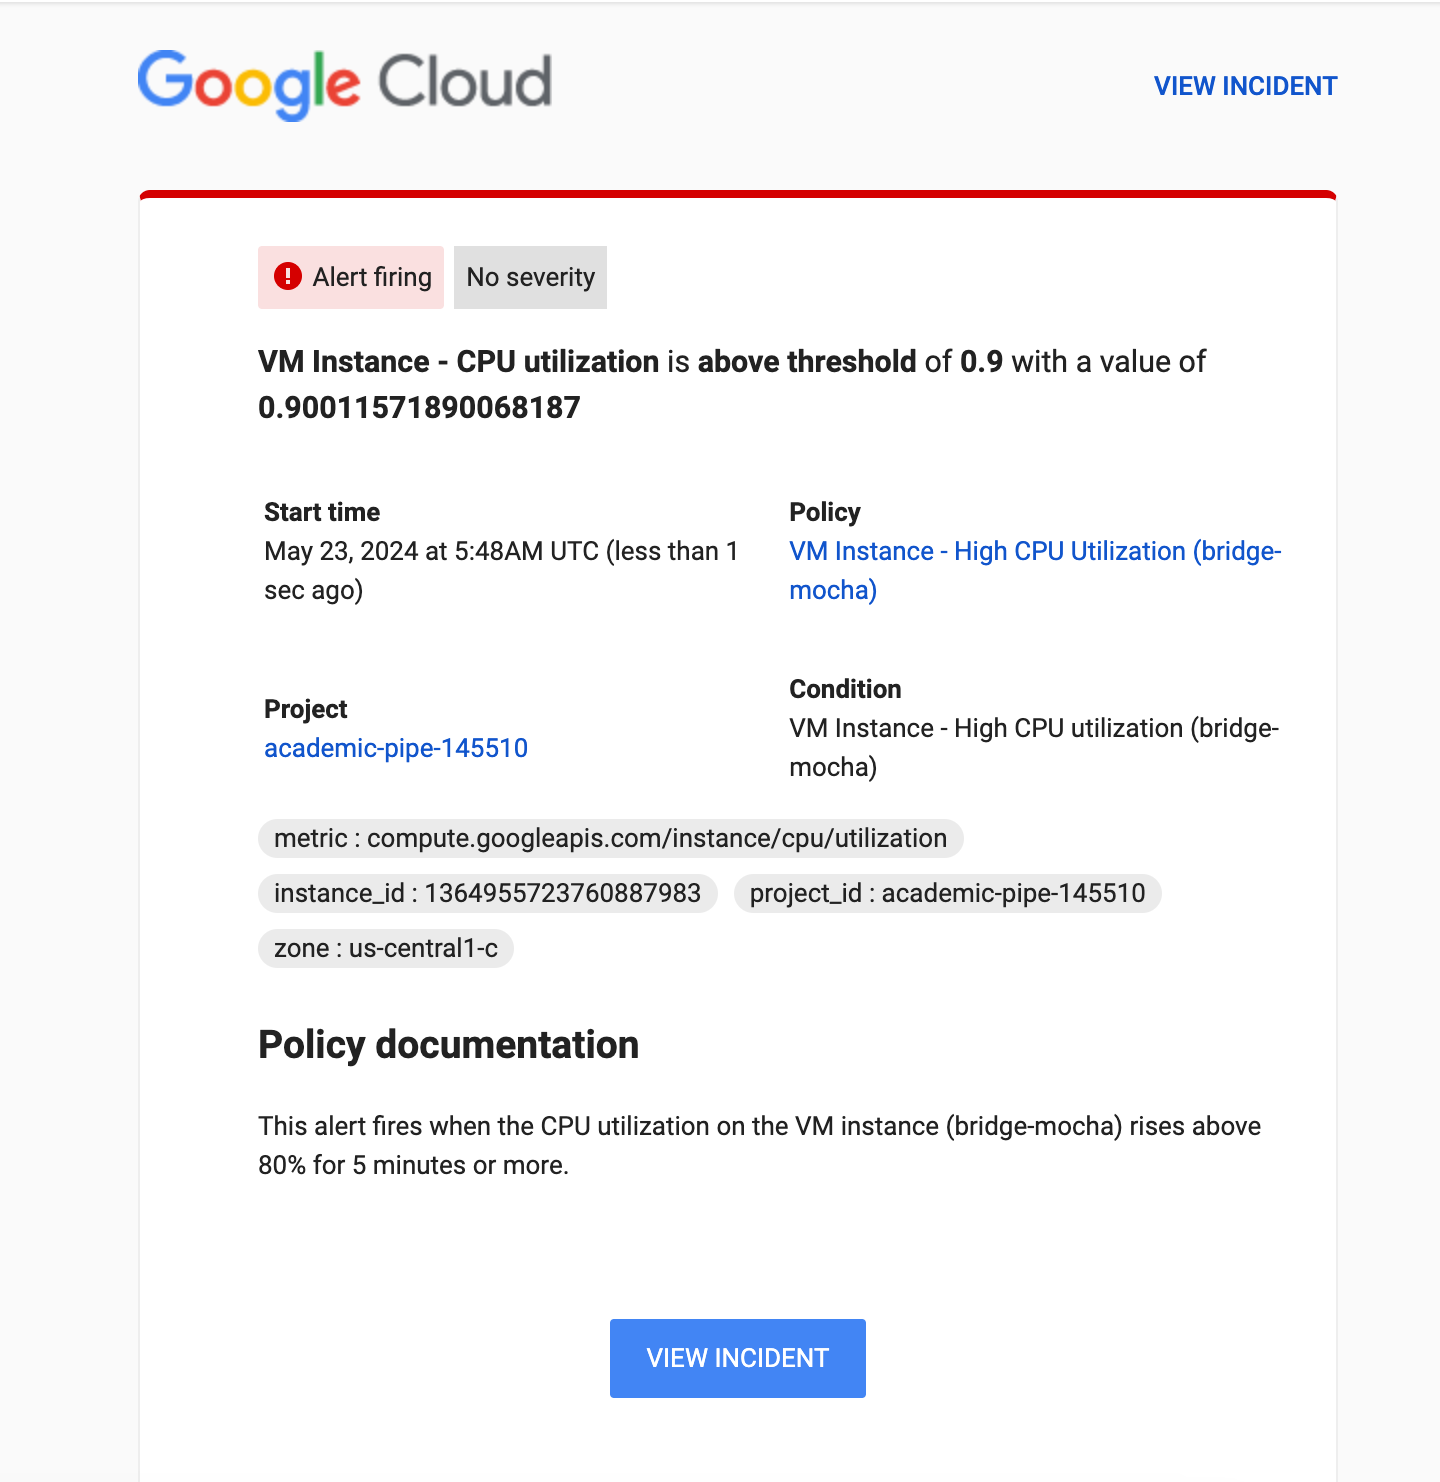 Google Cloud
VIEW INCIDENT
Alert firing
No severity
VM Instance - CPU utilization is above threshold of 0.9 with a value of
0.90011571890068187
Start time
May 23, 2024 at 5:48AM UTC (less than 1
sec ago)
Policy
VM Instance - High CPU Utilization (bridge-
mocha)
Project
academic-pipe-145510
Condition
VM Instance - High CPU utilization (bridge-
mocha)
metric : compute.googleapis.com/instance/cpu/utilization
instance_id : 1364955723760887983
project_id : academic-pipe-145510
zone : us-central1-c
Policy documentation
This alert fires when the CPU utilization on the VM instance (bridge-mocha) rises above
80% for 5 minutes or more.
VIEW INCIDENT